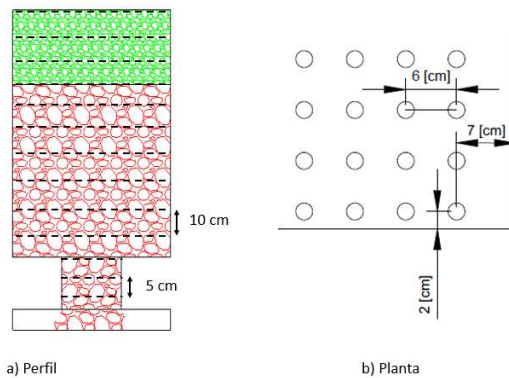 6 [cm]
7 [cm]
10 cm
5 cm
2 [cm]
a) Perfil
b) Planta